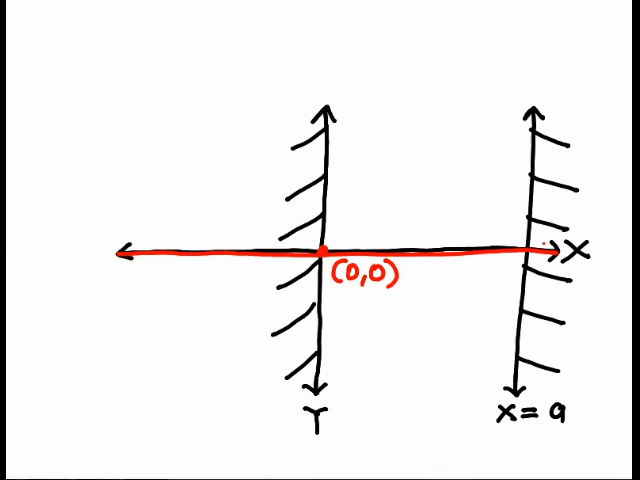 X
(0,0)
Y
X = a